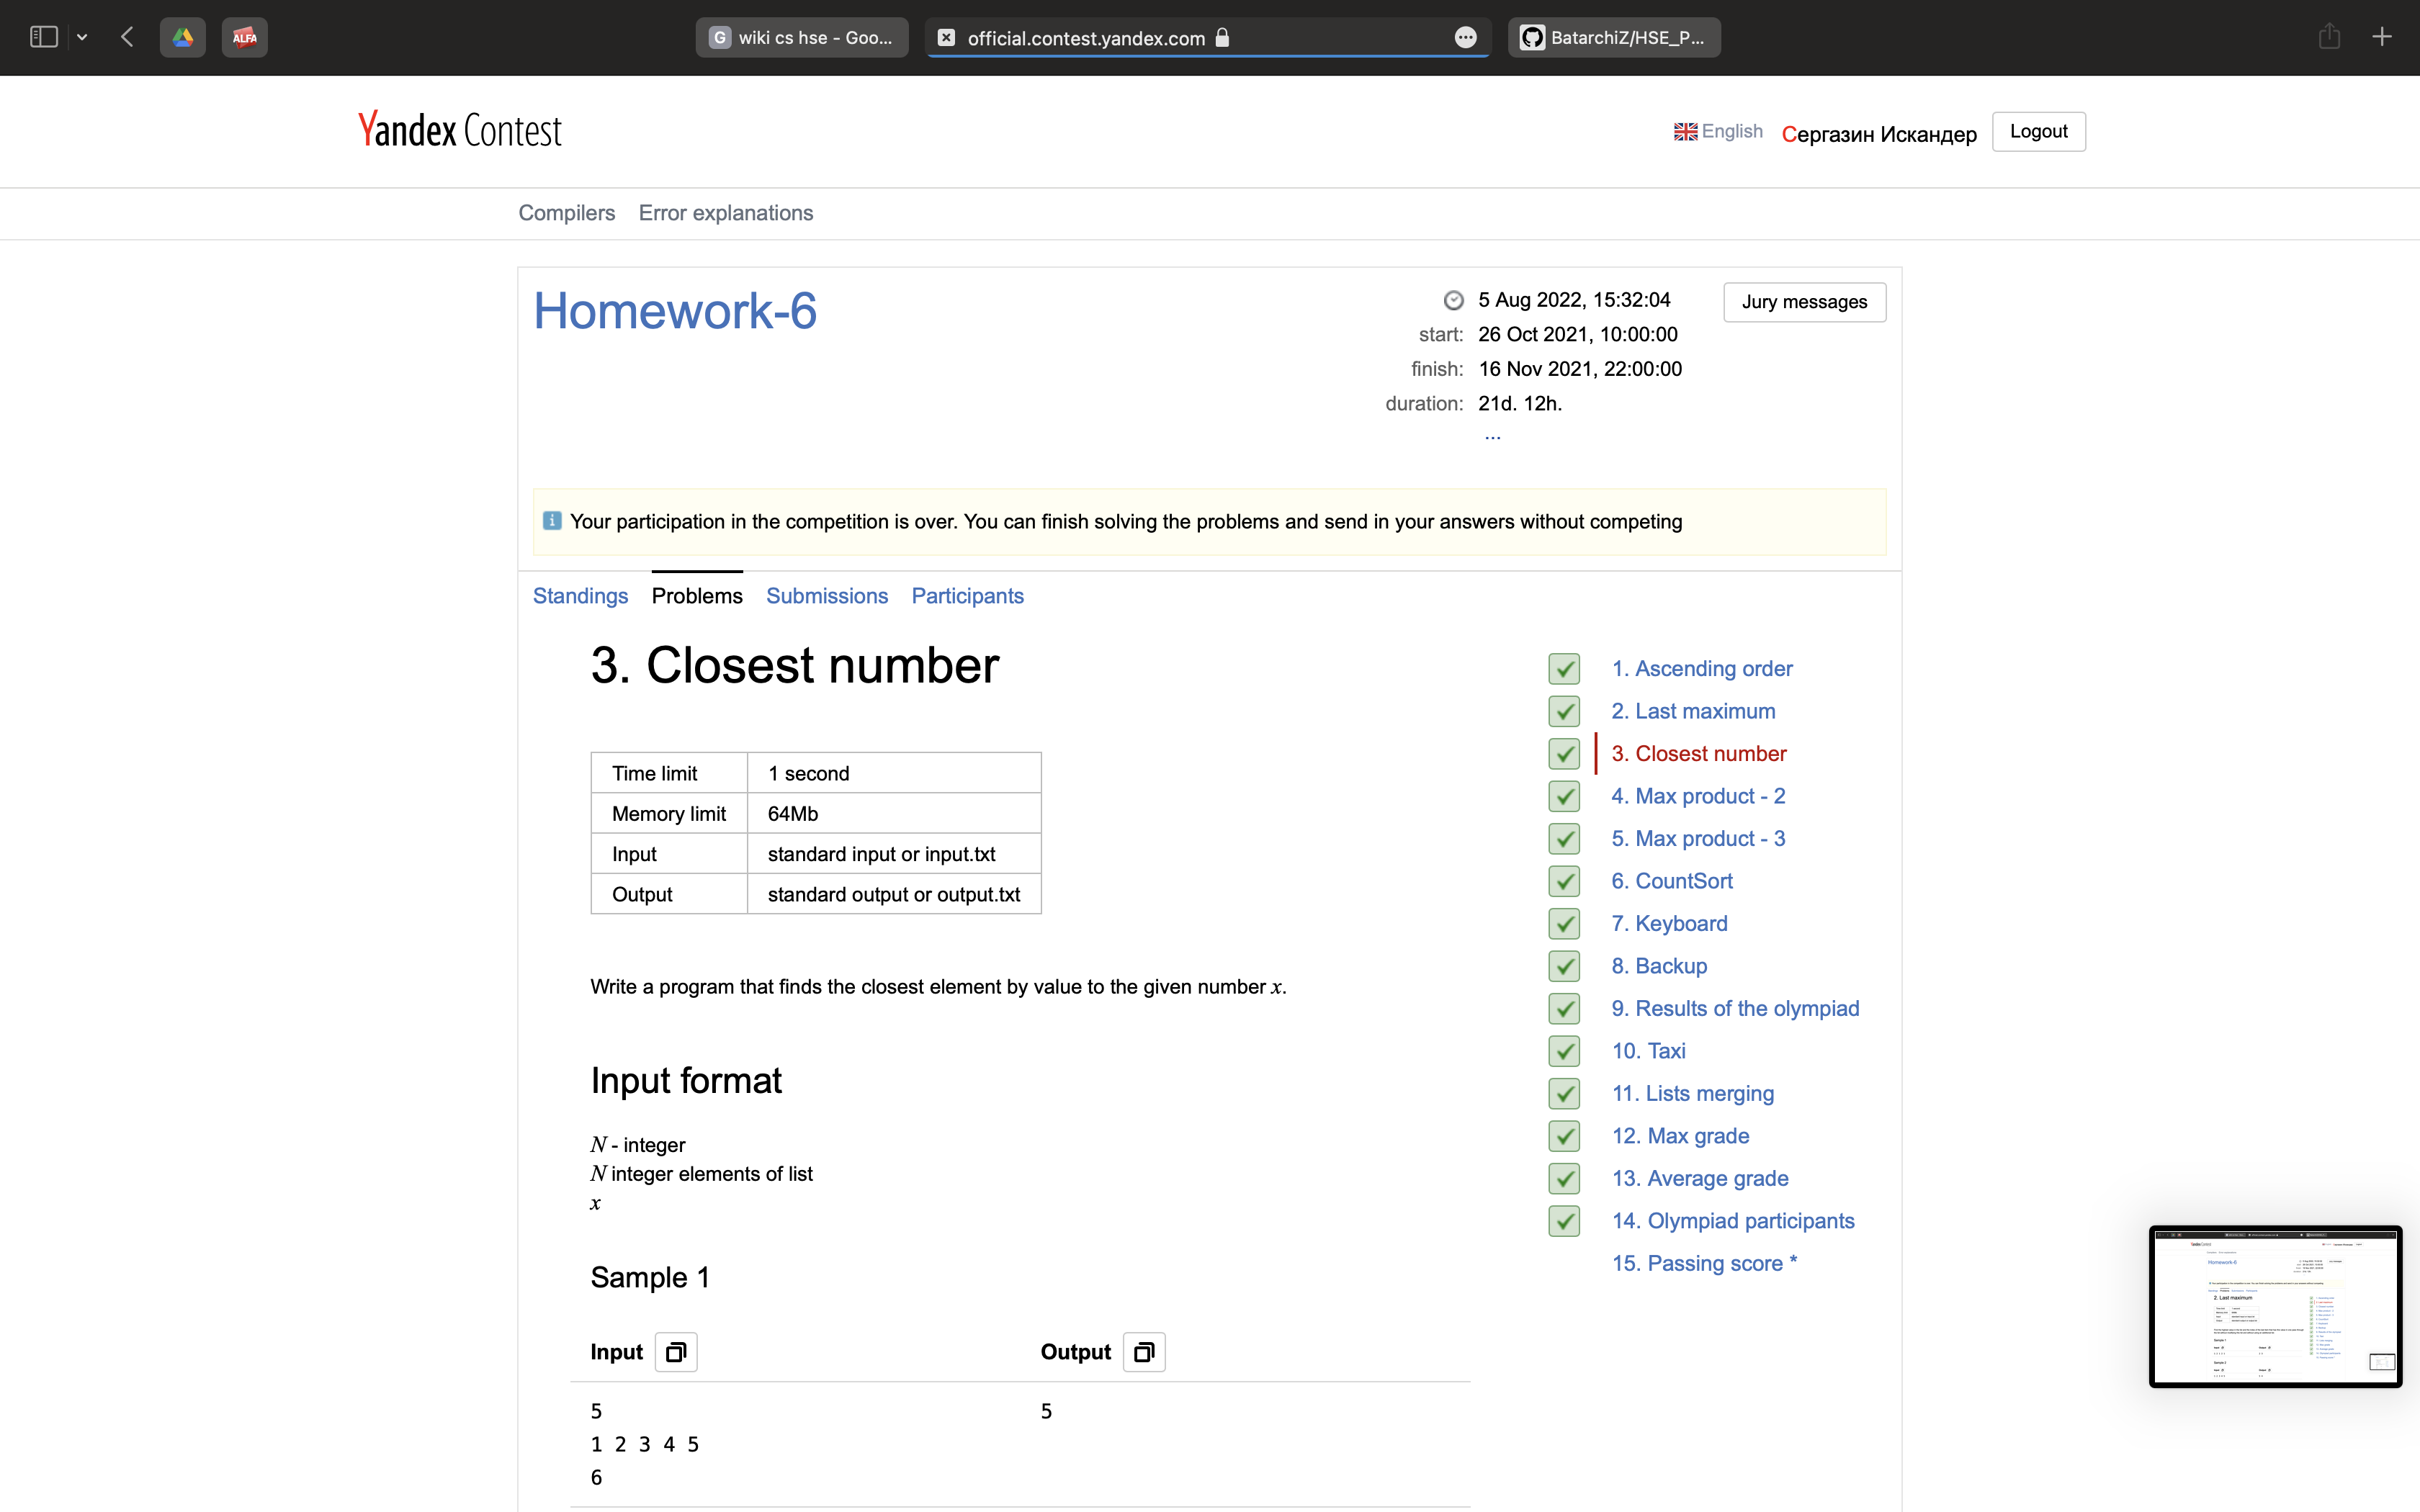 ALFA
G wiki cs hse - Goo...
official.contest.yandex.com
BatarchiZ/HSE_P...
Yandex Contest
English
Сергазин Искандер
Logout
Compilers Error explanations
Homework-6
5 Aug 2022, 15:32:04
Jury messages
start: 26 Oct 2021, 10:00:00
finish: 16 Nov 2021, 22:00:00
duration: 21d. 12h.
...
Your participation in the competition is over. You can finish solving the problems and send in your answers without competing
Standings Problems Submissions Participants
3. Closest number
Time limit 1 second
Memory limit 64Mb
Input standard input or input.txt
Output standard output or output.txt
Write a program that finds the closest element by value to the given number x.
Input format
N - integer
N integer elements of list
x
Sample 1
Input Output
5 5
1 2 3 4 5
6
1. Ascending order
2. Last maximum
3. Closest number
4. Max product - 2
5. Max product - 3
6. CountSort
7. Keyboard
8. Backup
9. Results of the olympiad
10. Taxi
11. Lists merging
12. Max grade
13. Average grade
14. Olympiad participants
15. Passing score *
Homework-6
2. Last maximum